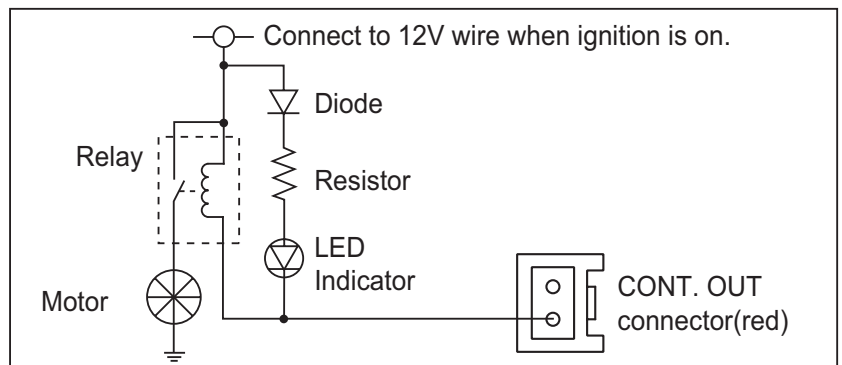 Connect to 12V wire when ignition is on.
Diode
Relay
Resistor
LED
Indicator
Motor
CONT. OUT
connector(red)